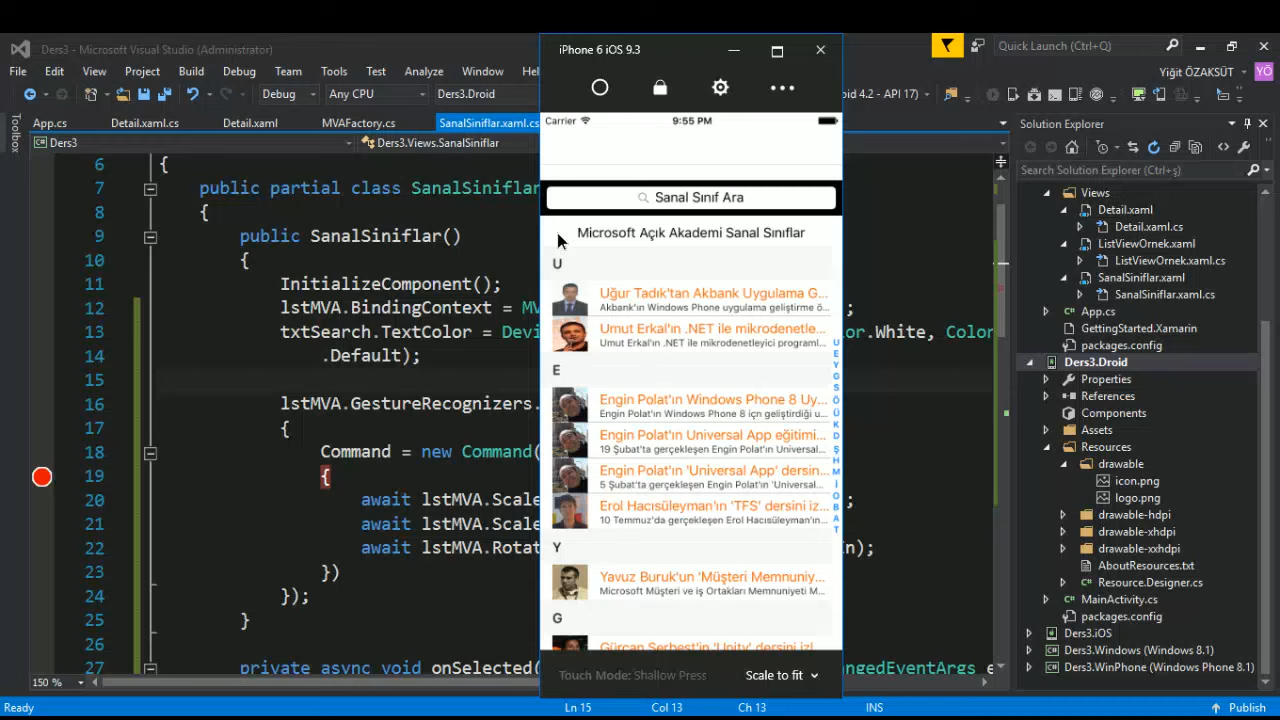 Ders3 - Microsoft Visual Studio (Administrator)
iPhone 6 iOS 9.3
Quick Launch (Ctrl+Q)
File Edit View Project Build Debug Team Tools Test Analyze Window
Yiğit ÖZAKSÜT YÖ
Debug Any CPU Ders3.Droid
4.2 - API 17)
App.cs Detail.xaml.cs Detail.xaml MVAFactory.cs SanalSiniflar.xaml.cs
Toolbox
Ders3 Ders3.Views.SanalSiniflar
6 {
7 public partial class SanalSiniflar
8 {
9 public SanalSiniflar()
10 {
11 InitializeComponent();
12 lstMVA.BindingContext =
13 txtSearch.TextColor =
.White,
14 .Default);
15
16 lstMVA.GestureRecognizers.
17 {
18 Command = new Command(
19 {
20 await
21 await
22 await
23 })
24 });
25 }
26
27 private async void onSelected(
150 %
Carrier 9:55 PM
Sanal Sınıf Ara
Microsoft Açık Akademi Sanal Sınıflar
U
Uğur Tadık'tan Akbank Uygulama G...
Akbank'ın Windows Phone uygulama geliştirme ö...
Umut Erkal'ın .NET ile mikrodenetle...
Umut Erkal'ın .NET ile mikrodenetleyici programl...
E
Engin Polat'ın Windows Phone 8 Uy...
Engin Polat'ın Windows Phone 8 içn geliştirdiği u...
Engin Polat'ın Universal App eğitimi...
19 Şubat'ta gerçekleşen Engin Polat'ın Universal...
Engin Polat'ın 'Universal App' dersin...
5 Şubat'ta gerçekleşen Engin Polat'ın 'Universal...
Erol Hacısüleyman'ın 'TFS' dersini iz...
10 Temmuz'da gerçekleşen Erol Hacısüleyman'ın...
Y
Yavuz Buruk'un 'Müşteri Memnuniy...
Microsoft Müşteri ve iş Ortakları Memnuniyeti M...
G
Gürcan Serbest'in 'Unity' dersini izl...
U
E
Y
G
S
Ö
Ü
K
D
Ş
H
M
İ
O
B
A
T
Touch Mode: Shallow Press Scale to fit
Solution Explorer
Search Solution Explorer (Ctrl+ş)
Views
Detail.xaml
Detail.xaml.cs
ListViewOrnek.xaml
ListViewOrnek.xaml.cs
SanalSiniflar.xaml
SanalSiniflar.xaml.cs
App.cs
GettingStarted.Xamarin
packages.config
Ders3.Droid
Properties
References
Components
Assets
Resources
drawable
icon.png
logo.png
drawable-hdpi
drawable-xhdpi
drawable-xxhdpi
AboutResources.txt
Resource.Designer.cs
MainActivity.cs
packages.config
Ders3.iOS
Ders3.Windows (Windows 8.1)
Ders3.WinPhone (Windows Phone 8.1)
Ready Ln 15 Col 13 Ch 13 INS Publish